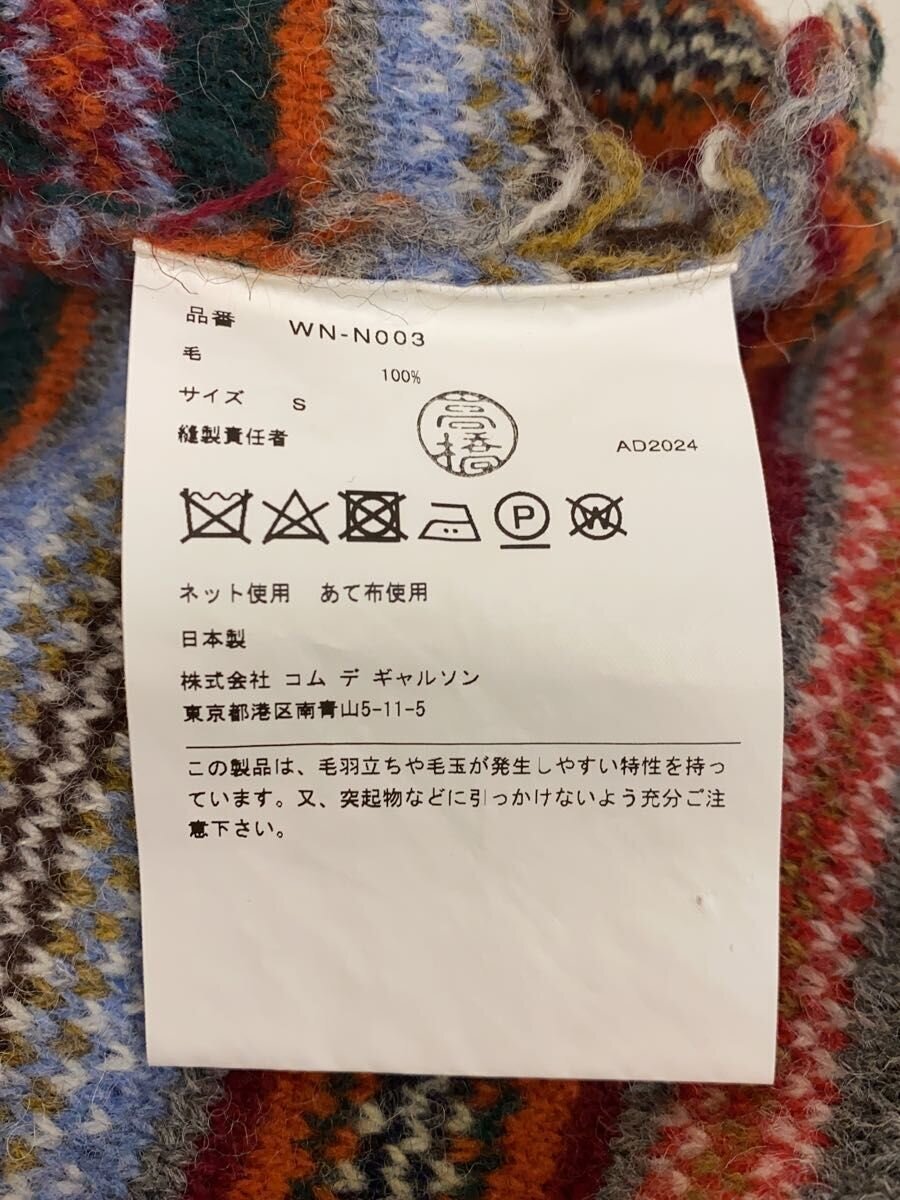 品番 WN-N003
毛
100%
サイズ S
縫製責任者
高橋
AD2024
P
W
ネット使用 あて布使用
日本製
株式会社 コム デ ギャルソン
東京都港区南青山5-11-5
この製品は、毛羽立ちや毛玉が発生しやすい特性を持っ
ています。又、突起物などに引っかけないよう充分ご注
意下さい。